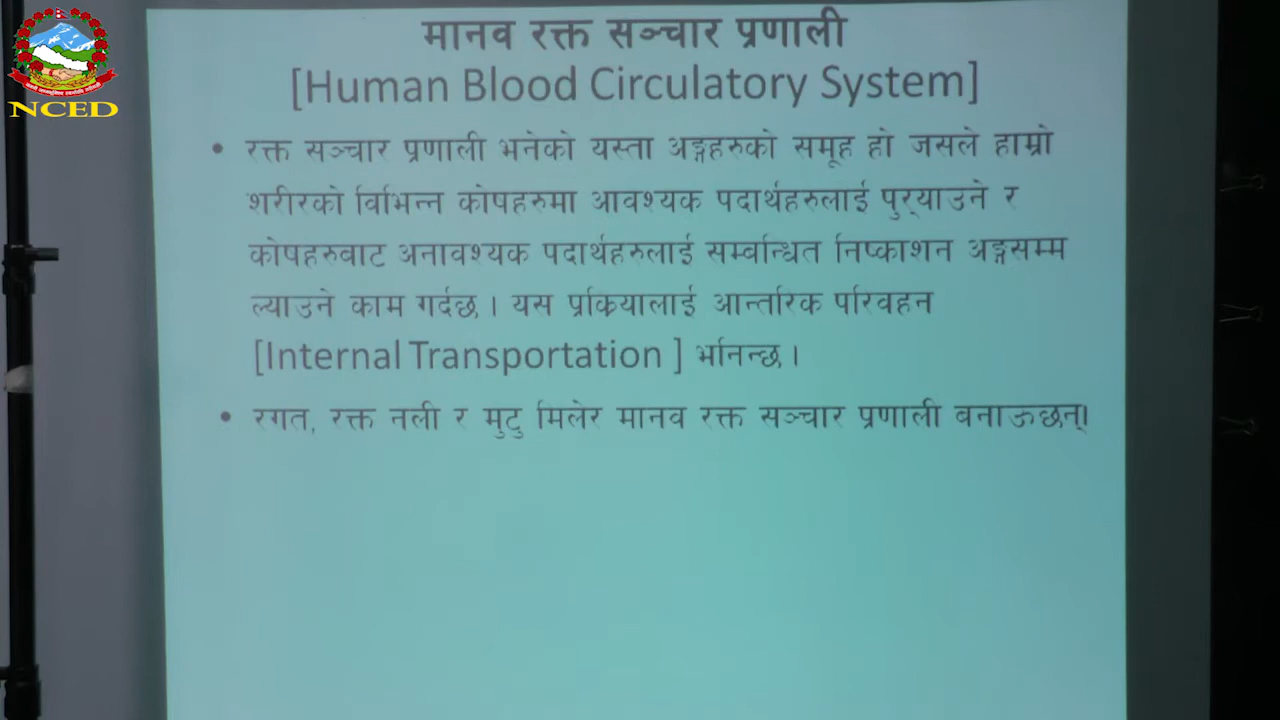 NCED
मानव रक्त सञ्चार प्रणाली
[Human Blood Circulatory System]
• रक्त सञ्चार प्रणाली भनेको यस्ता अङ्गहरुको समूह हो जसले हाम्रो
शरीरको विभिन्न कोषहरुमा आवश्यक पदार्थहरुलाई पुर्‍याउने र
कोषहरुबाट अनावश्यक पदार्थहरुलाई सम्बन्धित निष्काशन अङ्गसम्म
ल्याउने काम गर्दछ । यस प्रक्रियालाई आन्तरिक परिवहन
[Internal Transportation ] भनिन्छ ।
• रगत, रक्त नली र मुटु मिलेर मानव रक्त सञ्चार प्रणाली बनाऊछन्।